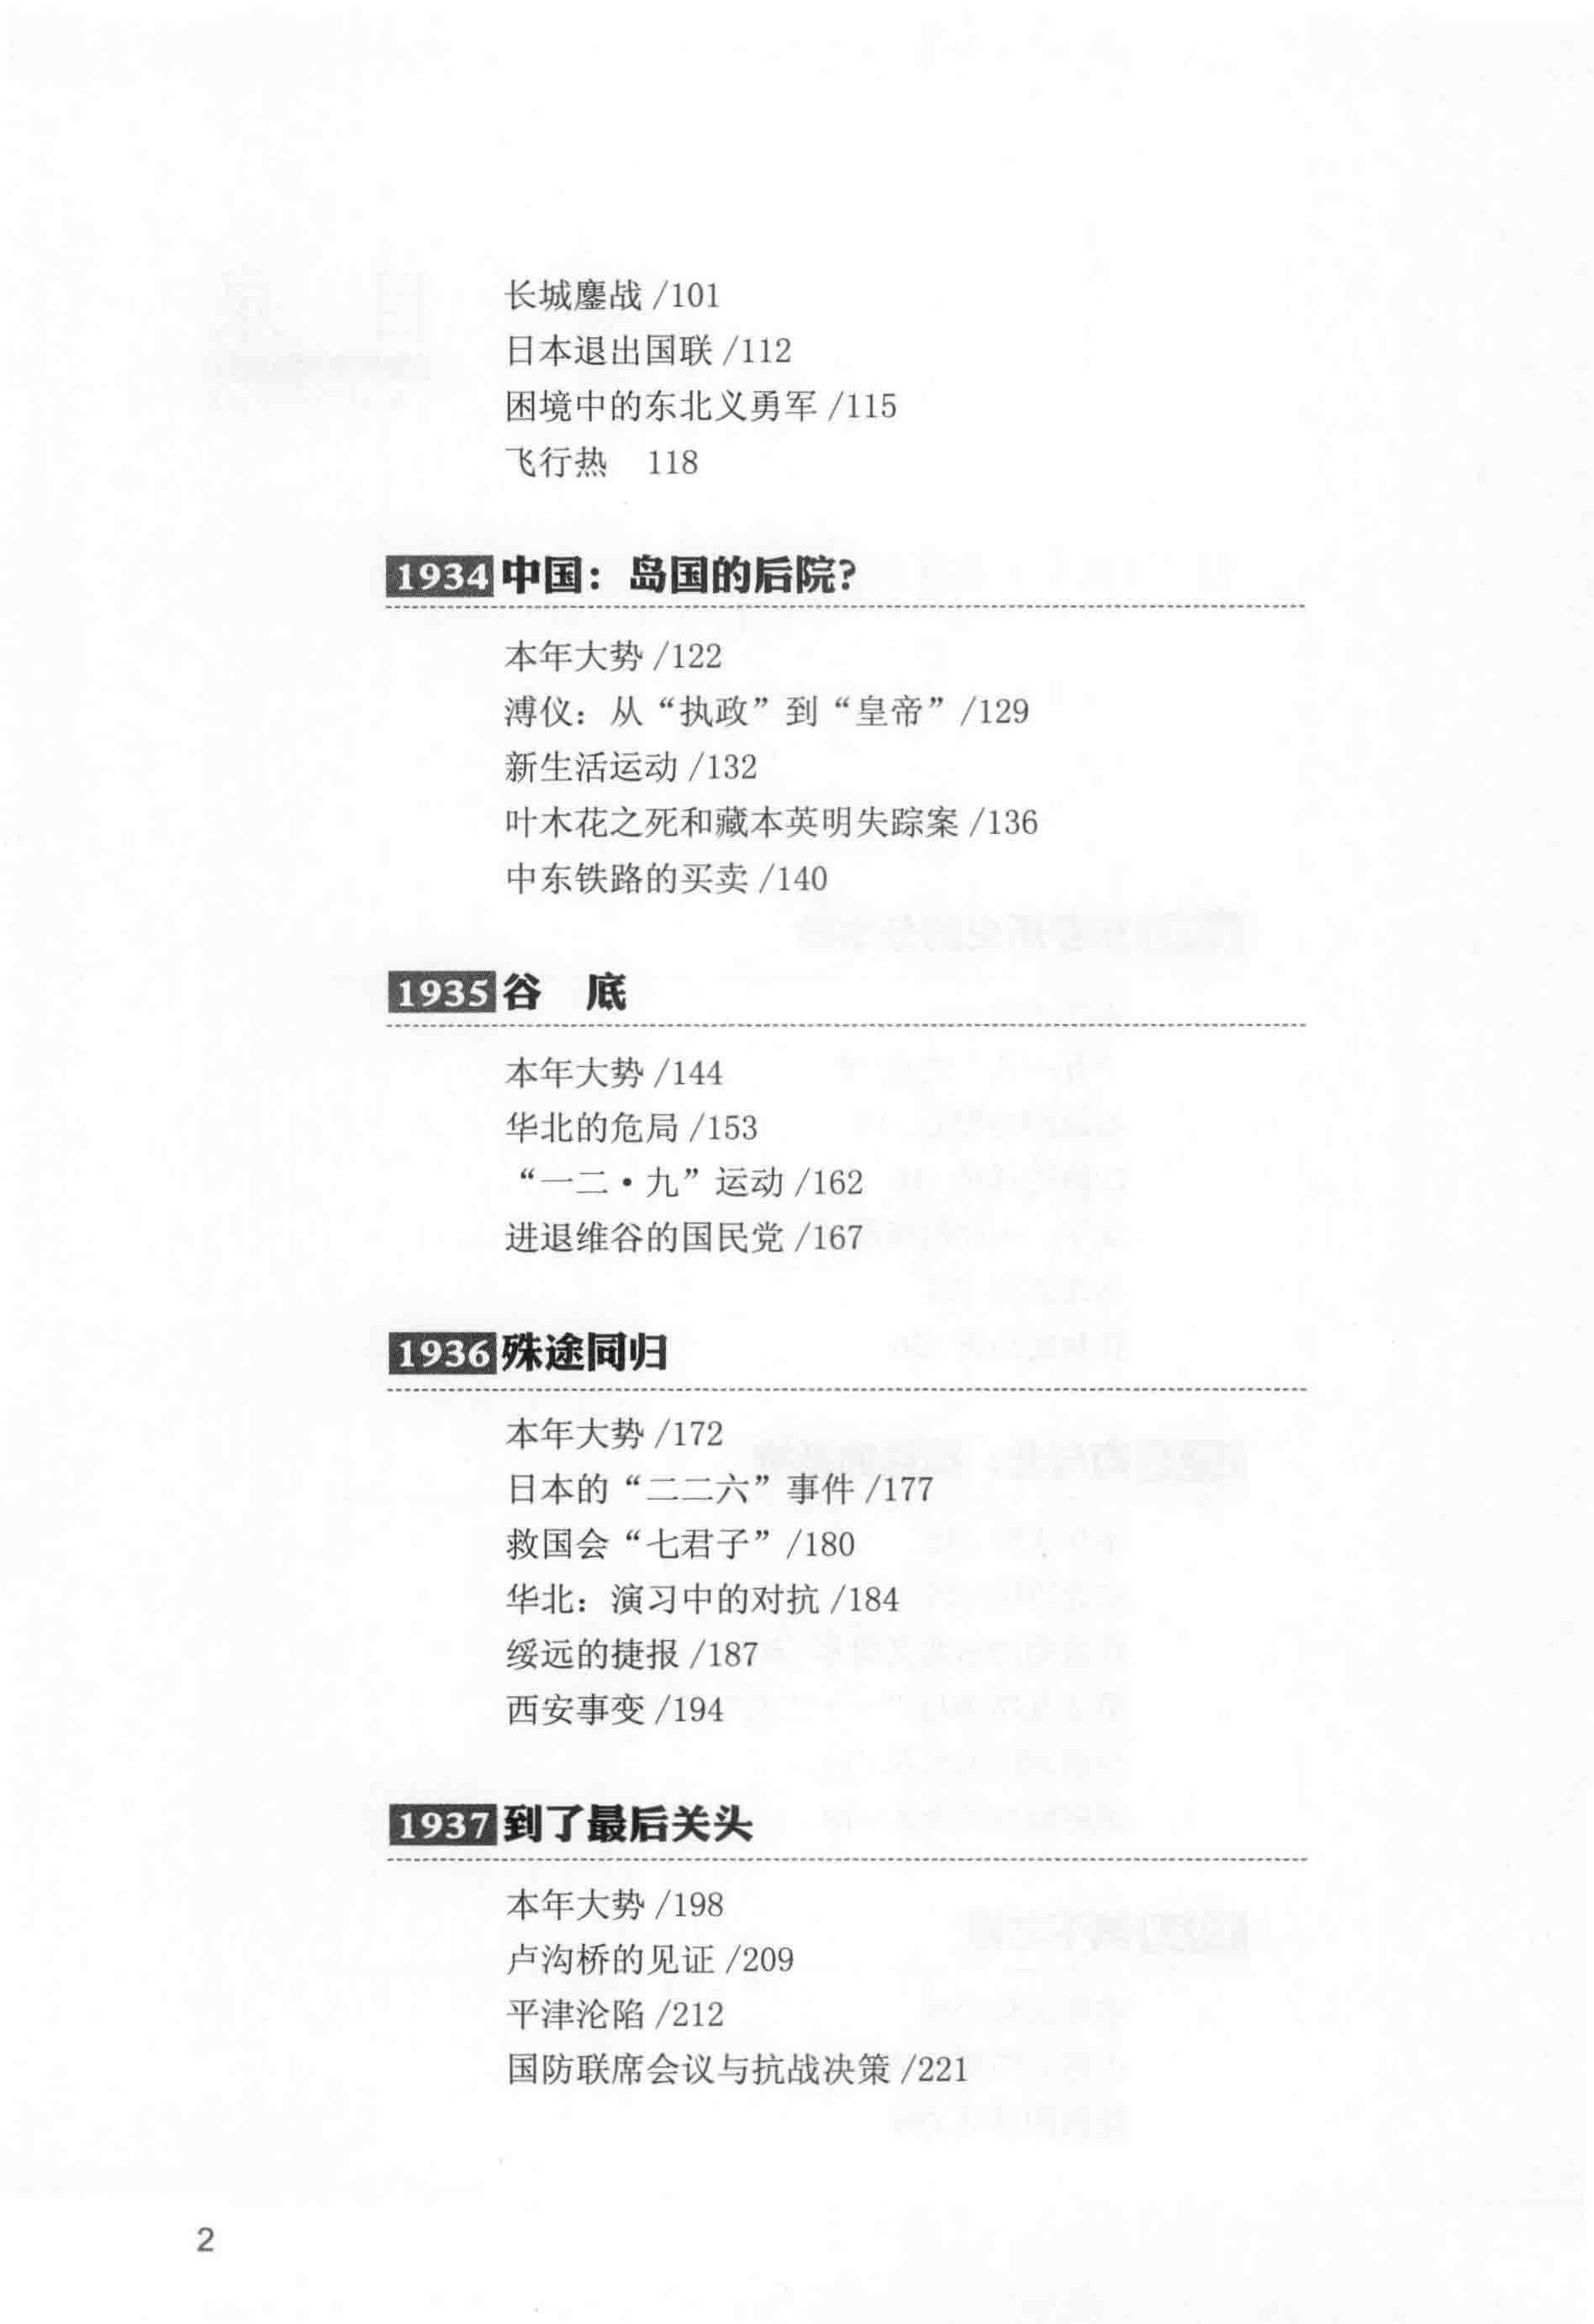 长城鏖战 /101
日本退出国联 /112
困境中的东北义勇军 /115
飞行热　118
1934 中国：岛国的后院？
本年大势 /122
溥仪：从“执政”到“皇帝” /129
新生活运动 /132
叶木花之死和藏本英明失踪案 /136
中东铁路的买卖 /140
1935 谷　底
本年大势 /144
华北的危局 /153
“一二·九”运动 /162
进退维谷的国民党 /167
1936 殊途同归
本年大势 /172
日本的“二二六”事件 /177
救国会“七君子” /180
华北：演习中的对抗 /184
绥远的捷报 /187
西安事变 /194
1937 到了最后关头
本年大势 /198
卢沟桥的见证 /209
平津沦陷 /212
国防联席会议与抗战决策 /221
2